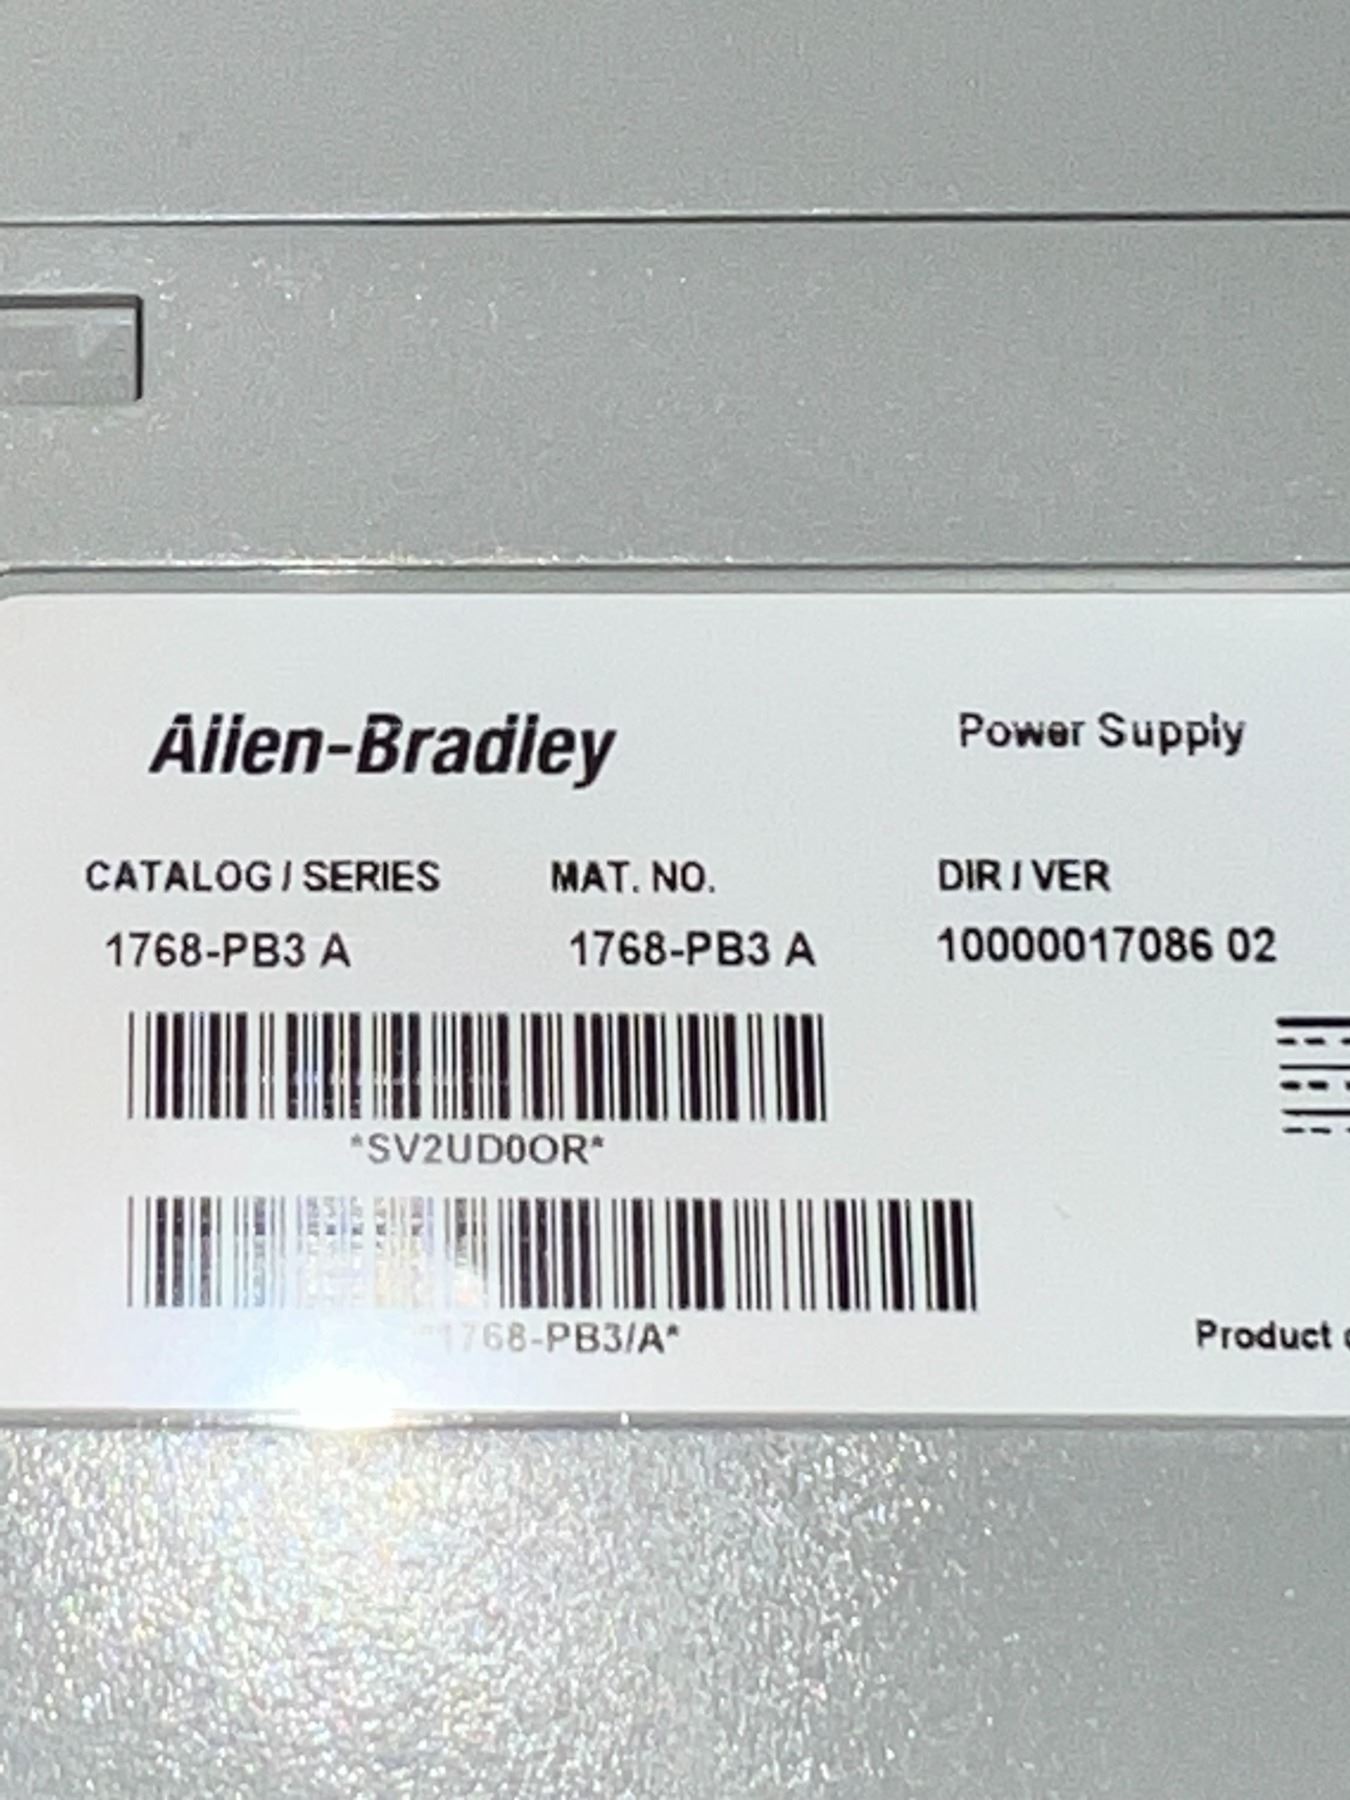 Allen-Bradley
Power Supply
CATALOG / SERIES MAT. NO. DIR / VER
1768-PB3 A 1768-PB3 A 10000017086 02
*SV2UD0OR*
*1768-PB3/A*
Product